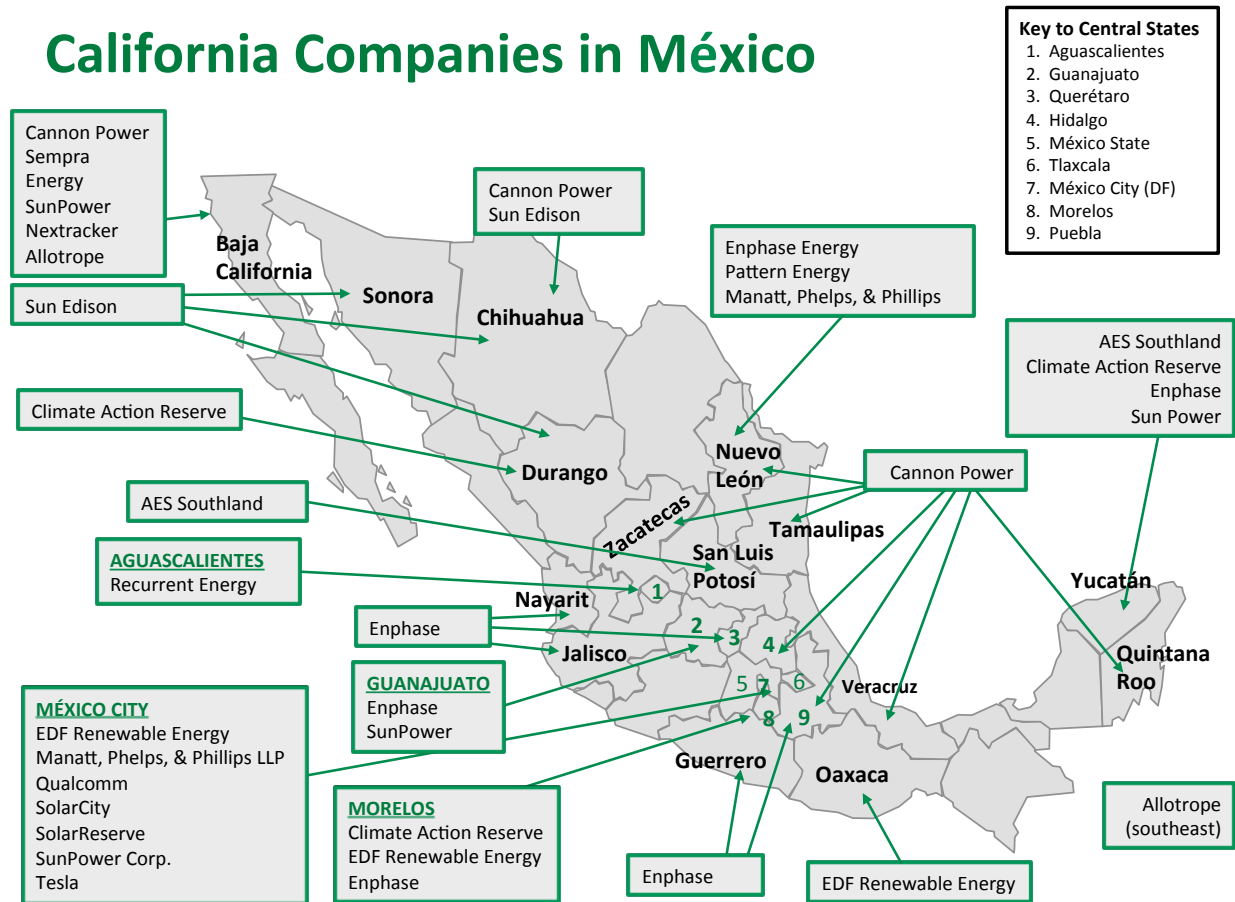 California Companies in México
Key to Central States
1. Aguascalientes
2. Guanajuato
3. Querétaro
4. Hidalgo
5. México State
6. Tlaxcala
7. México City (DF)
8. Morelos
9. Puebla
Cannon Power
Sempra
Energy
SunPower
Nextracker
Allotrope
Cannon Power
Sun Edison
Enphase Energy
Pattern Energy
Manatt, Phelps, & Phillips
Baja
California
Sonora
Chihuahua
Sun Edison
AES Southland
Climate Action Reserve
Enphase
Sun Power
Climate Action Reserve
Durango
Nuevo
León
Cannon Power
AES Southland
Zacatecas
Tamaulipas
San Luis
Potosí
AGUASCALIENTES
Recurrent Energy
Yucatán
Nayarit
1
Enphase
2
3
4
Jalisco
Quintana
Roo
GUANAJUATO
Enphase
SunPower
5
7
6
Veracruz
8
9
MÉXICO CITY
EDF Renewable Energy
Manatt, Phelps, & Phillips LLP
Qualcomm
SolarCity
SolarReserve
SunPower Corp.
Tesla
Guerrero
Oaxaca
MORELOS
Climate Action Reserve
EDF Renewable Energy
Enphase
Allotrope
(southeast)
Enphase
EDF Renewable Energy